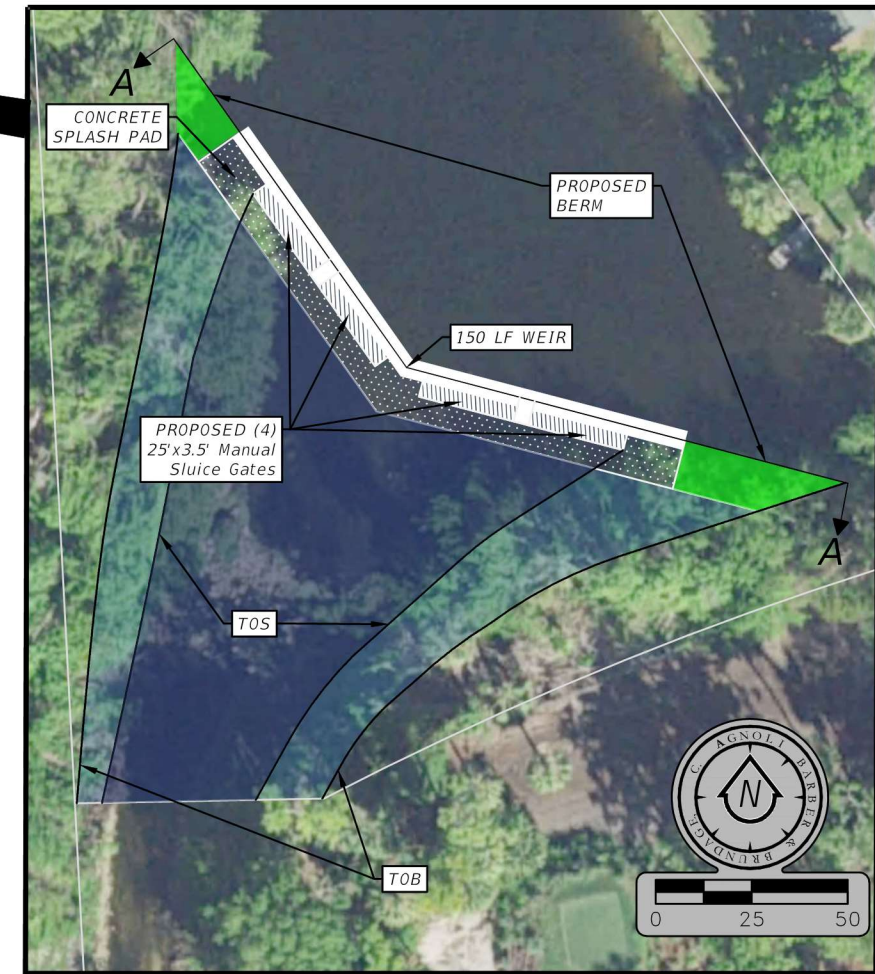 A
CONCRETE
SPLASH PAD
PROPOSED
BERM
150 LF WEIR
PROPOSED (4)
25'x3.5' Manual
Sluice Gates
A
TOS
AGNOLI BARBER & BRUNDAGE, C.
N
TOB
0 25 50